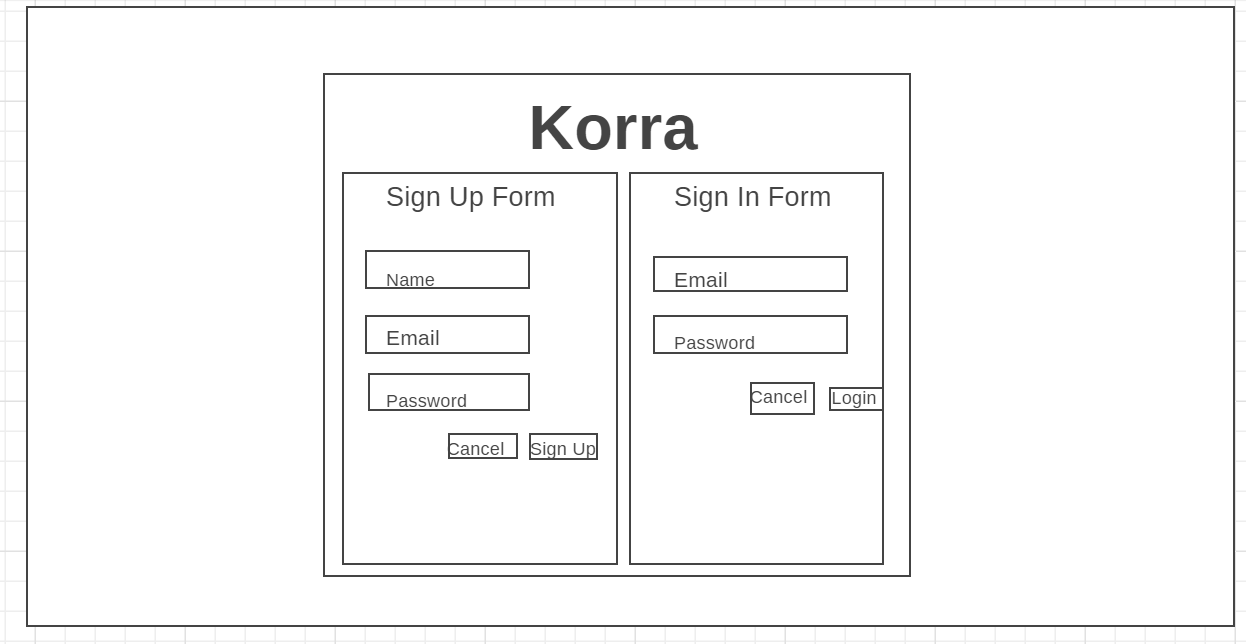 Korra
Sign Up Form
Name
Email
Password
Cancel
Sign Up
Sign In Form
Email
Password
Cancel
Login